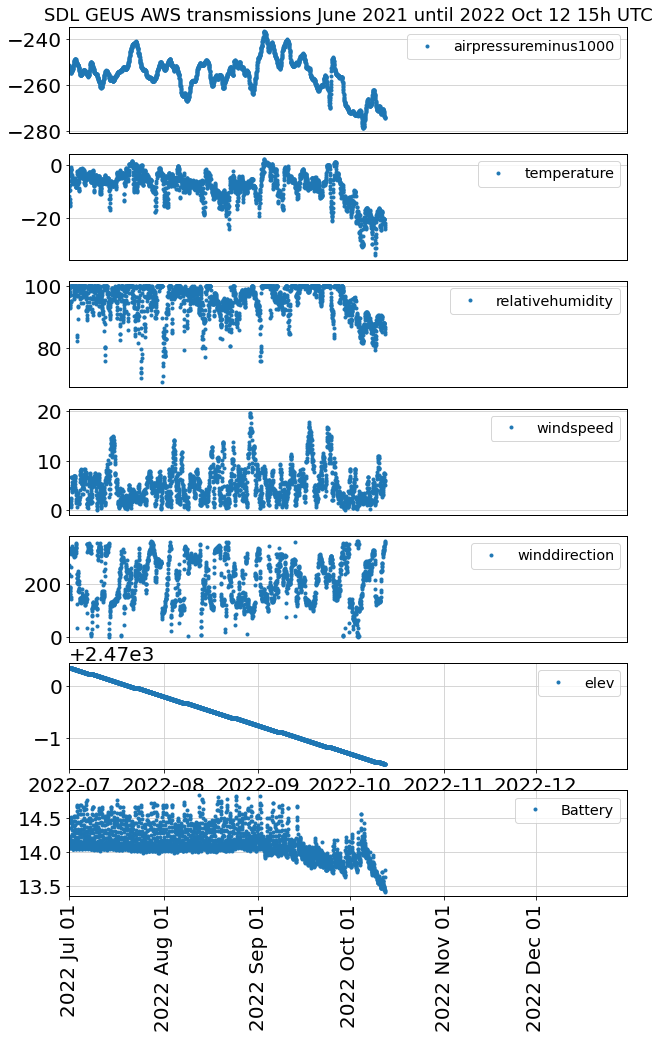 SDL GEUS AWS transmissions June 2021 until 2022 Oct 12 15h UTC
−240
−260
−280
airpressureminus1000
0
−20
temperature
100
80
relativehumidity
20
10
0
windspeed
200
0
winddirection
+2.47e3
0
−1
elev
2022-07 2022-08 2022-09 2022-10 2022-11 2022-12
14.5
14.0
13.5
Battery
2022 Jul 01
2022 Aug 01
2022 Sep 01
2022 Oct 01
2022 Nov 01
2022 Dec 01